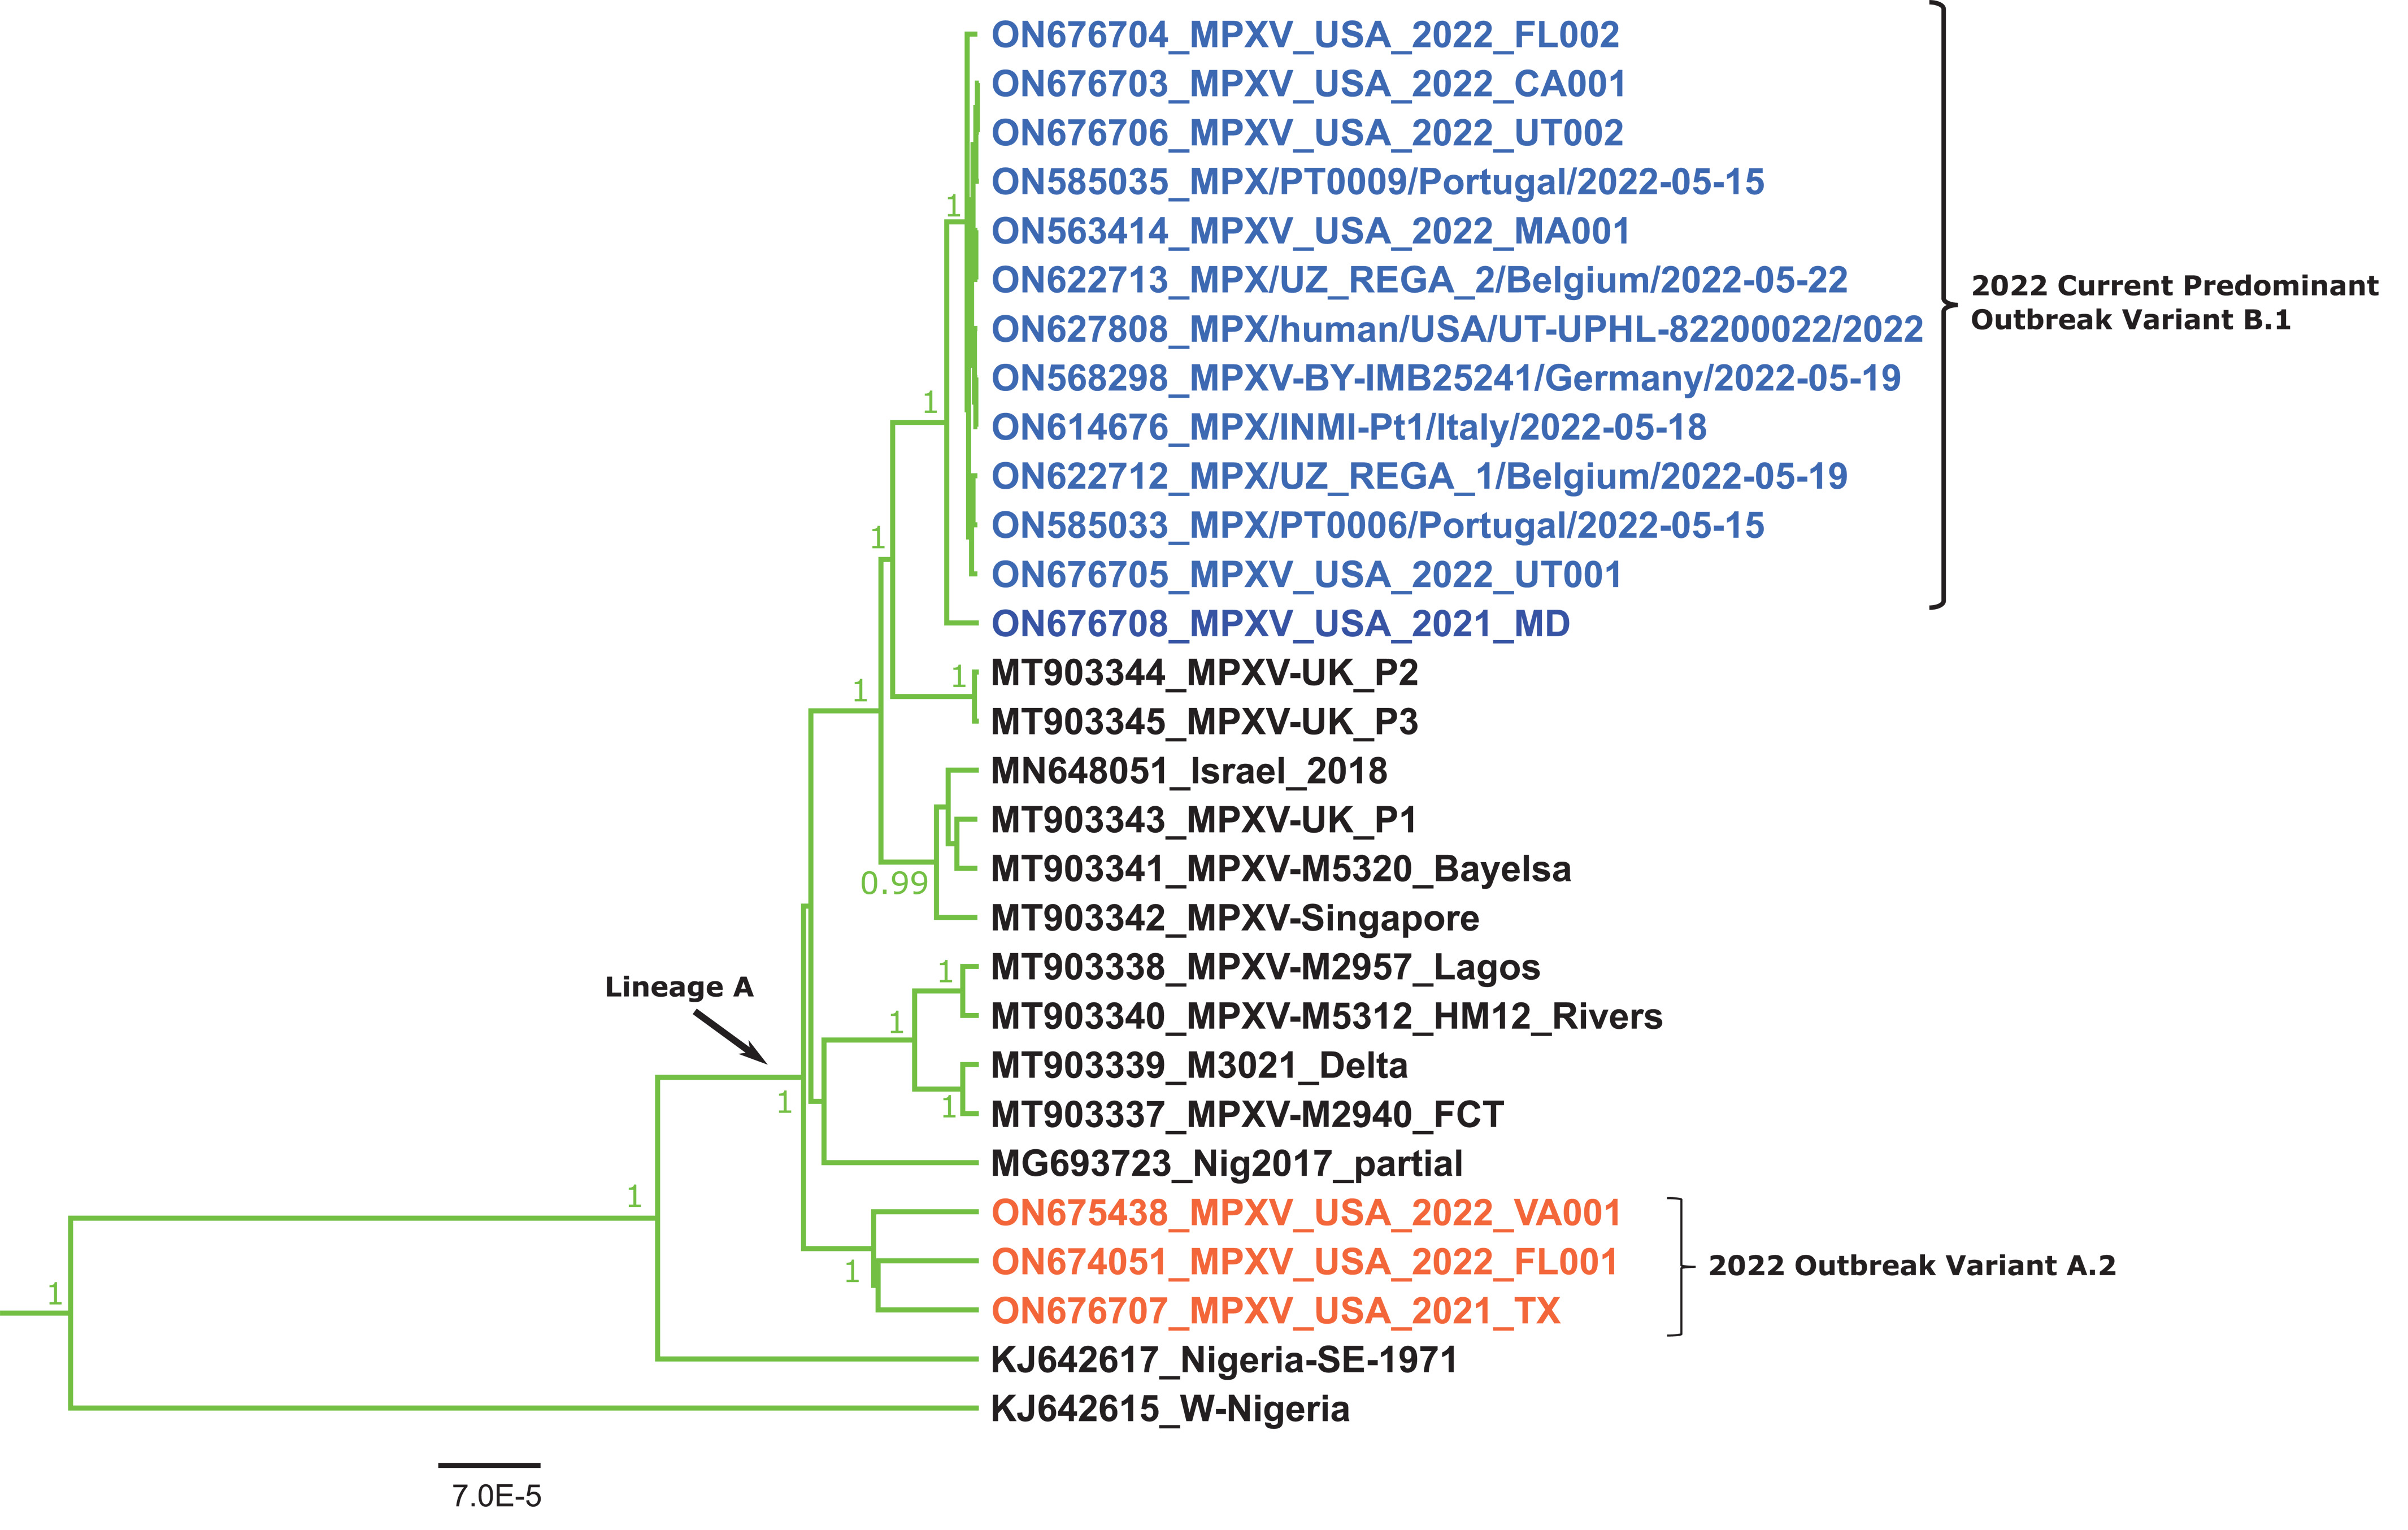 ON676704_MPXV_USA_2022_FL002
ON676703_MPXV_USA_2022_CA001
ON676706_MPXV_USA_2022_UT002
ON585035_MPX/PT0009/Portugal/2022-05-15
1
ON563414_MPXV_USA_2022_MA001
ON622713_MPX/UZ_REGA_2/Belgium/2022-05-22
2022 Current Predominant
Outbreak Variant B.1
ON627808_MPX/human/USA/UT-UPHL-82200022/2022
ON568298_MPXV-BY-IMB25241/Germany/2022-05-19
1
ON614676_MPX/INMI-Pt1/Italy/2022-05-18
ON622712_MPX/UZ_REGA_1/Belgium/2022-05-19
ON585033_MPX/PT0006/Portugal/2022-05-15
1
ON676705_MPXV_USA_2022_UT001
ON676708_MPXV_USA_2021_MD
MT903344_MPXV-UK_P2
1
1
MT903345_MPXV-UK_P3
MN648051_Israel_2018
MT903343_MPXV-UK_P1
MT903341_MPXV-M5320_Bayelsa
0.99
MT903342_MPXV-Singapore
MT903338_MPXV-M2957_Lagos
1
Lineage A
MT903340_MPXV-M5312_HM12_Rivers
1
MT903339_M3021_Delta
1
1
MT903337_MPXV-M2940_FCT
MG693723_Nig2017_partial
1
ON675438_MPXV_USA_2022_VA001
ON674051_MPXV_USA_2022_FL001
2022 Outbreak Variant A.2
1
1
ON676707_MPXV_USA_2021_TX
KJ642617_Nigeria-SE-1971
KJ642615_W-Nigeria
7.0E-5